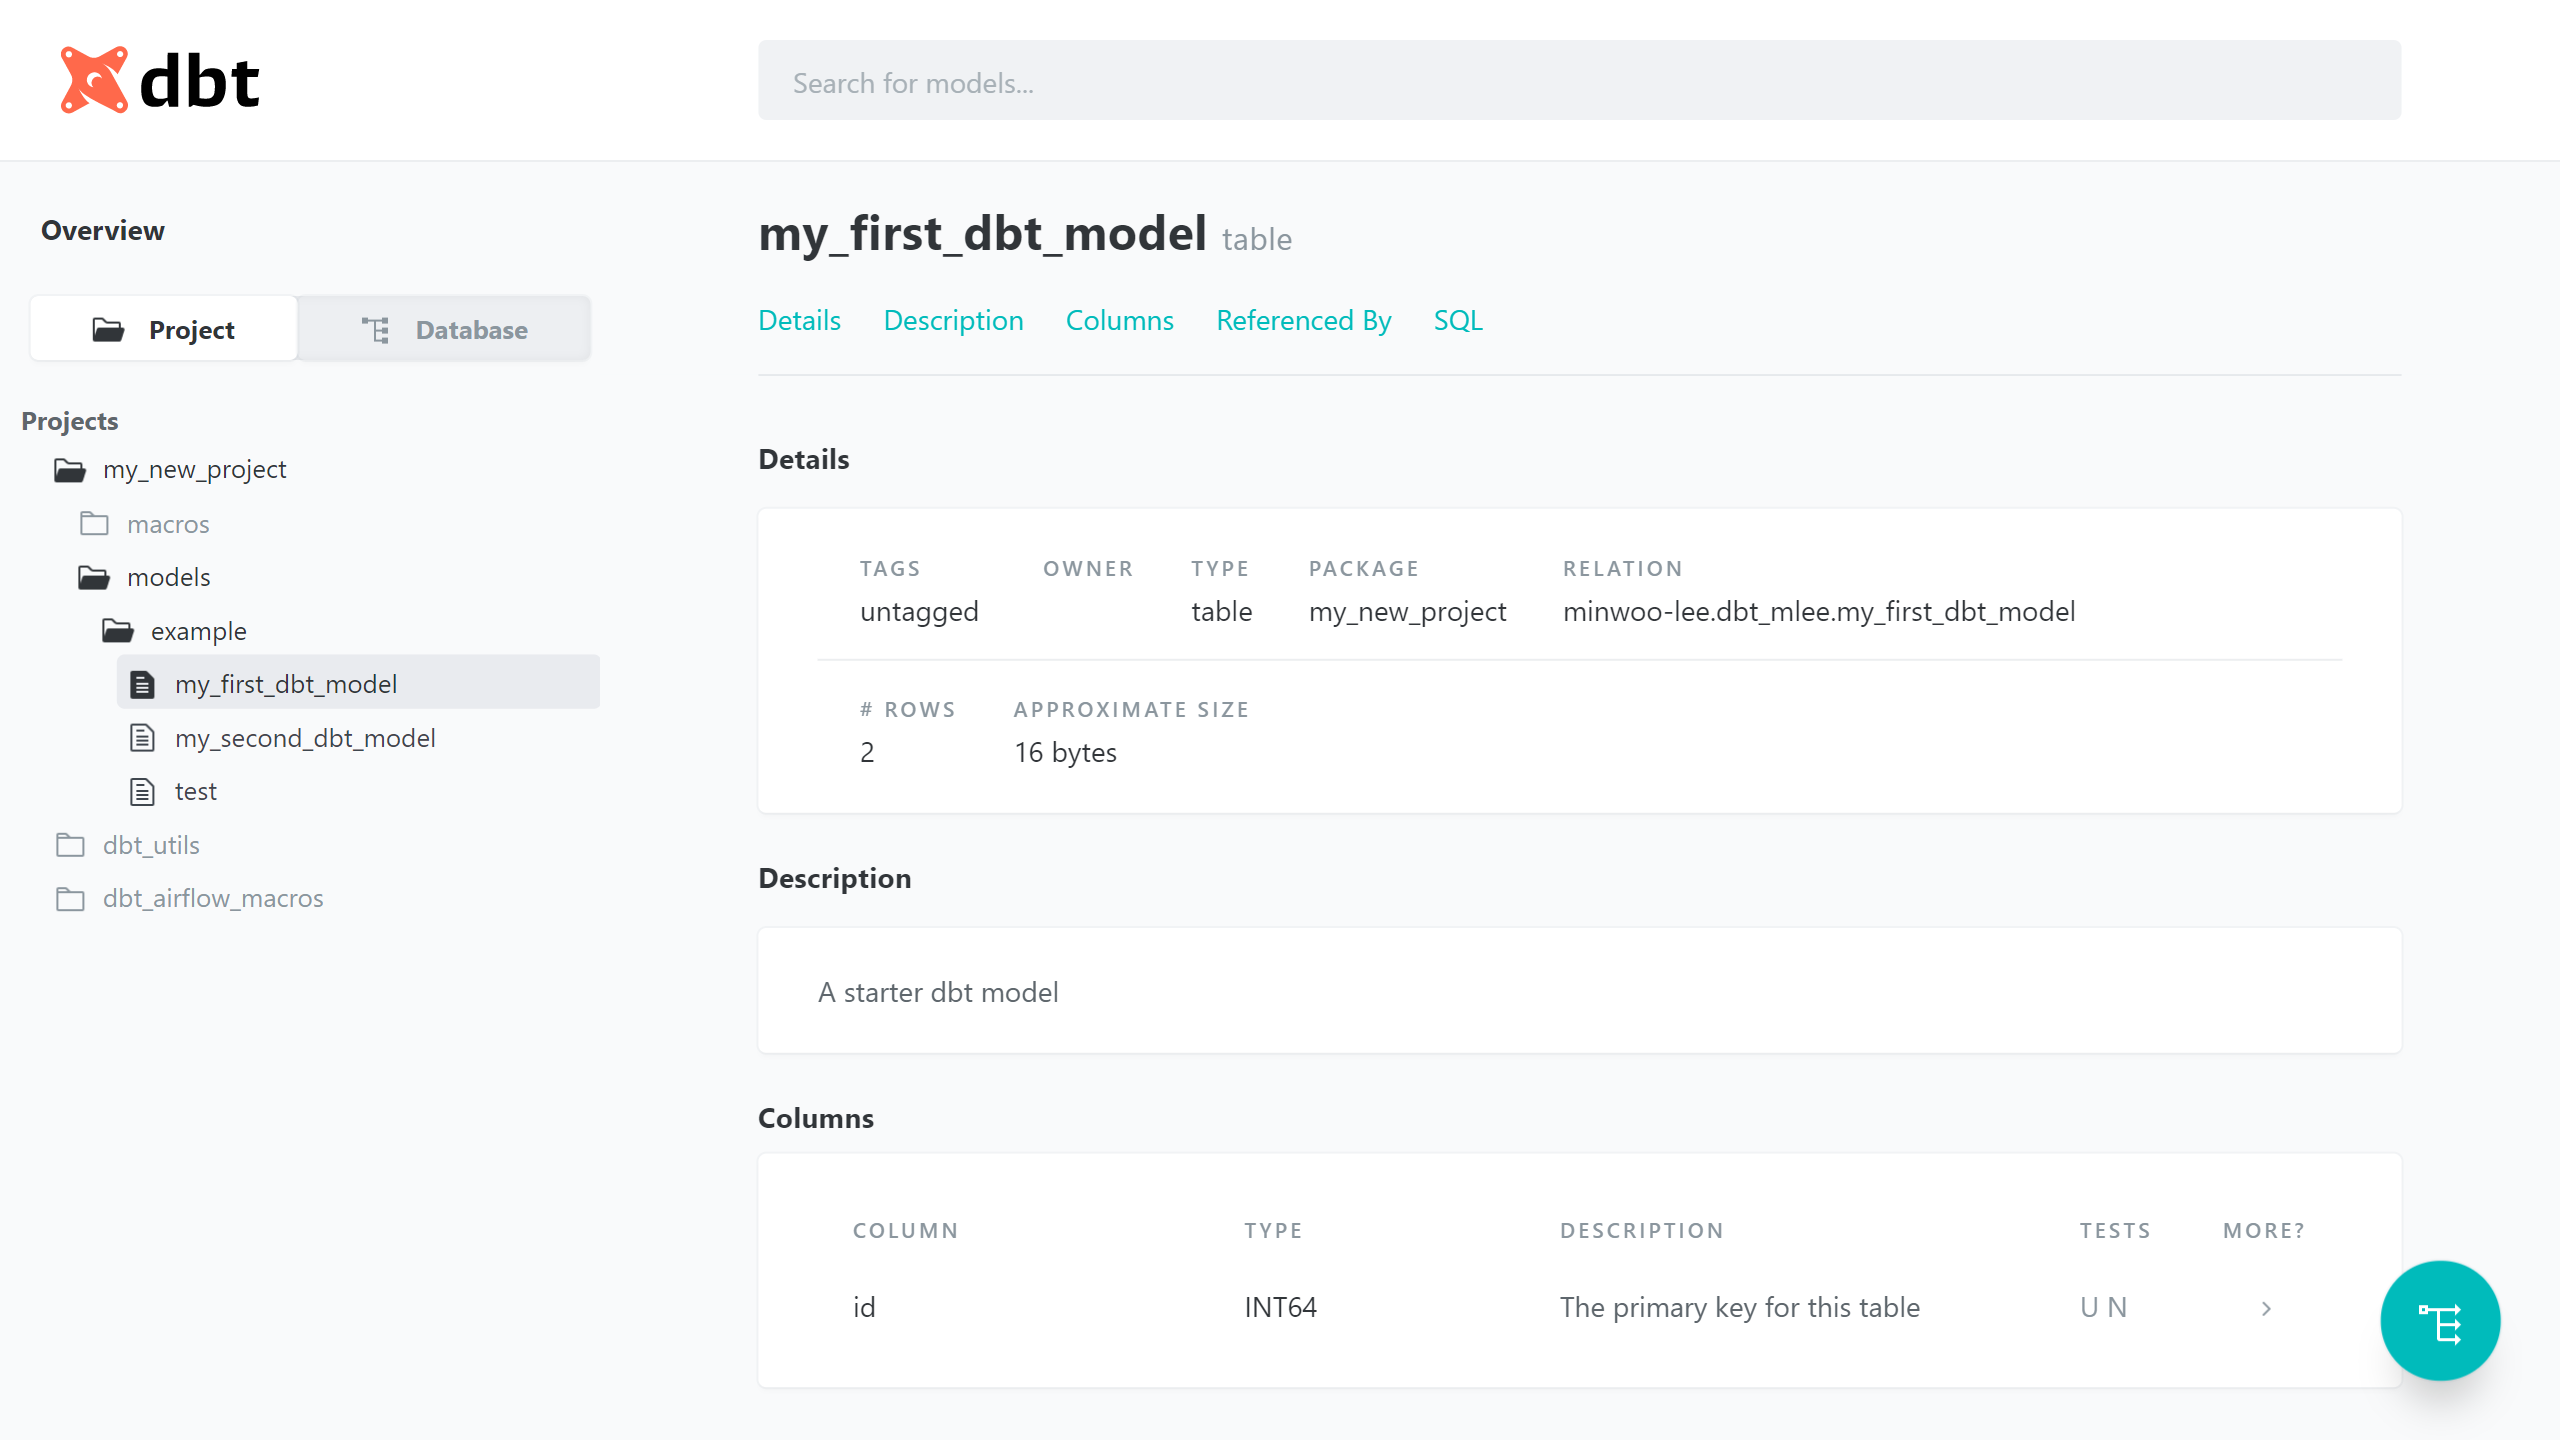 dbt
Search for models...
Overview
Project Database
Projects
my_new_project
macros
models
example
my_first_dbt_model
my_second_dbt_model
test
dbt_utils
dbt_airflow_macros
my_first_dbt_model table
Details Description Columns Referenced By SQL
Details
TAGS OWNER TYPE PACKAGE RELATION
untagged table my_new_project minwoo-lee.dbt_mlee.my_first_dbt_model
# ROWS APPROXIMATE SIZE
2 16 bytes
Description
A starter dbt model
Columns
COLUMN TYPE DESCRIPTION TESTS MORE?
id INT64 The primary key for this table U N